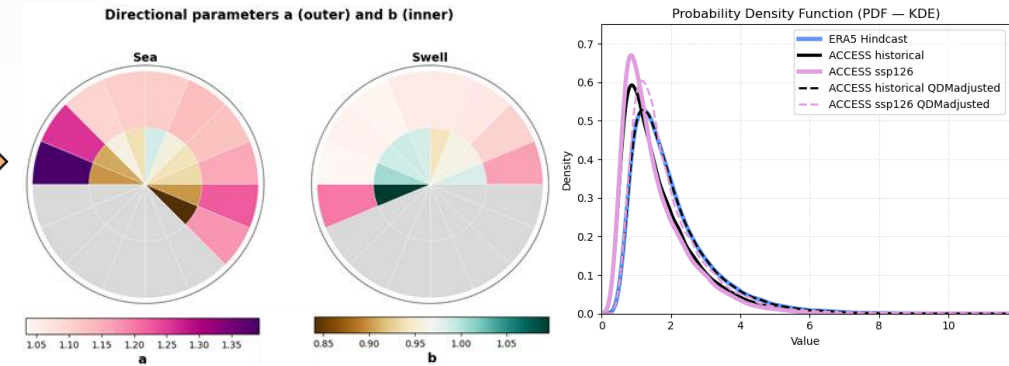 Directional parameters a (outer) and b (inner)
Sea
Swell
1.05 1.10 1.15 1.20 1.25 1.30 1.35
a
0.85 0.90 0.95 1.00 1.05
b
Probability Density Function (PDF — KDE)
ERA5 Hindcast
ACCESS historical
ACCESS ssp126
ACCESS historical QDMadjusted
ACCESS ssp126 QDMadjusted
Density
0.7
0.6
0.5
0.4
0.3
0.2
0.1
0.0
0 2 4 6 8 10
Value